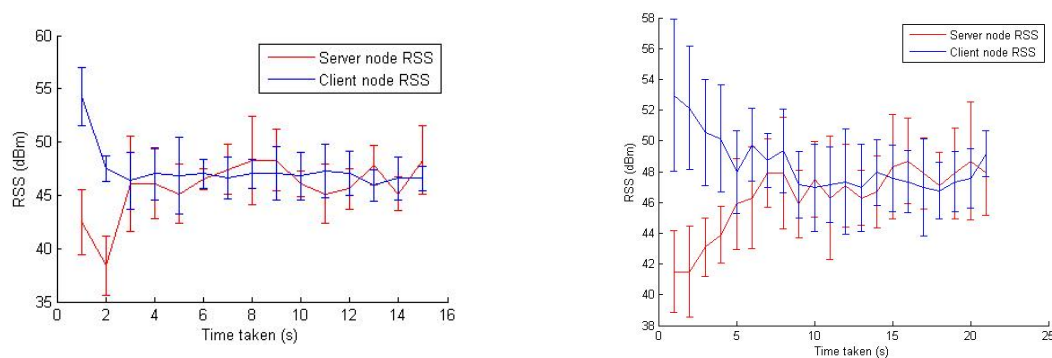 60
55
50
45
40
35
RSS (dBm)
Server node RSS
Client node RSS
0 2 4 6 8 10 12 14 16
Time taken (s)
58
56
54
52
50
48
46
44
42
40
38
RSS (dBm)
Server node RSS
Client node RSS
0 5 10 15 20 25
Time taken (s)